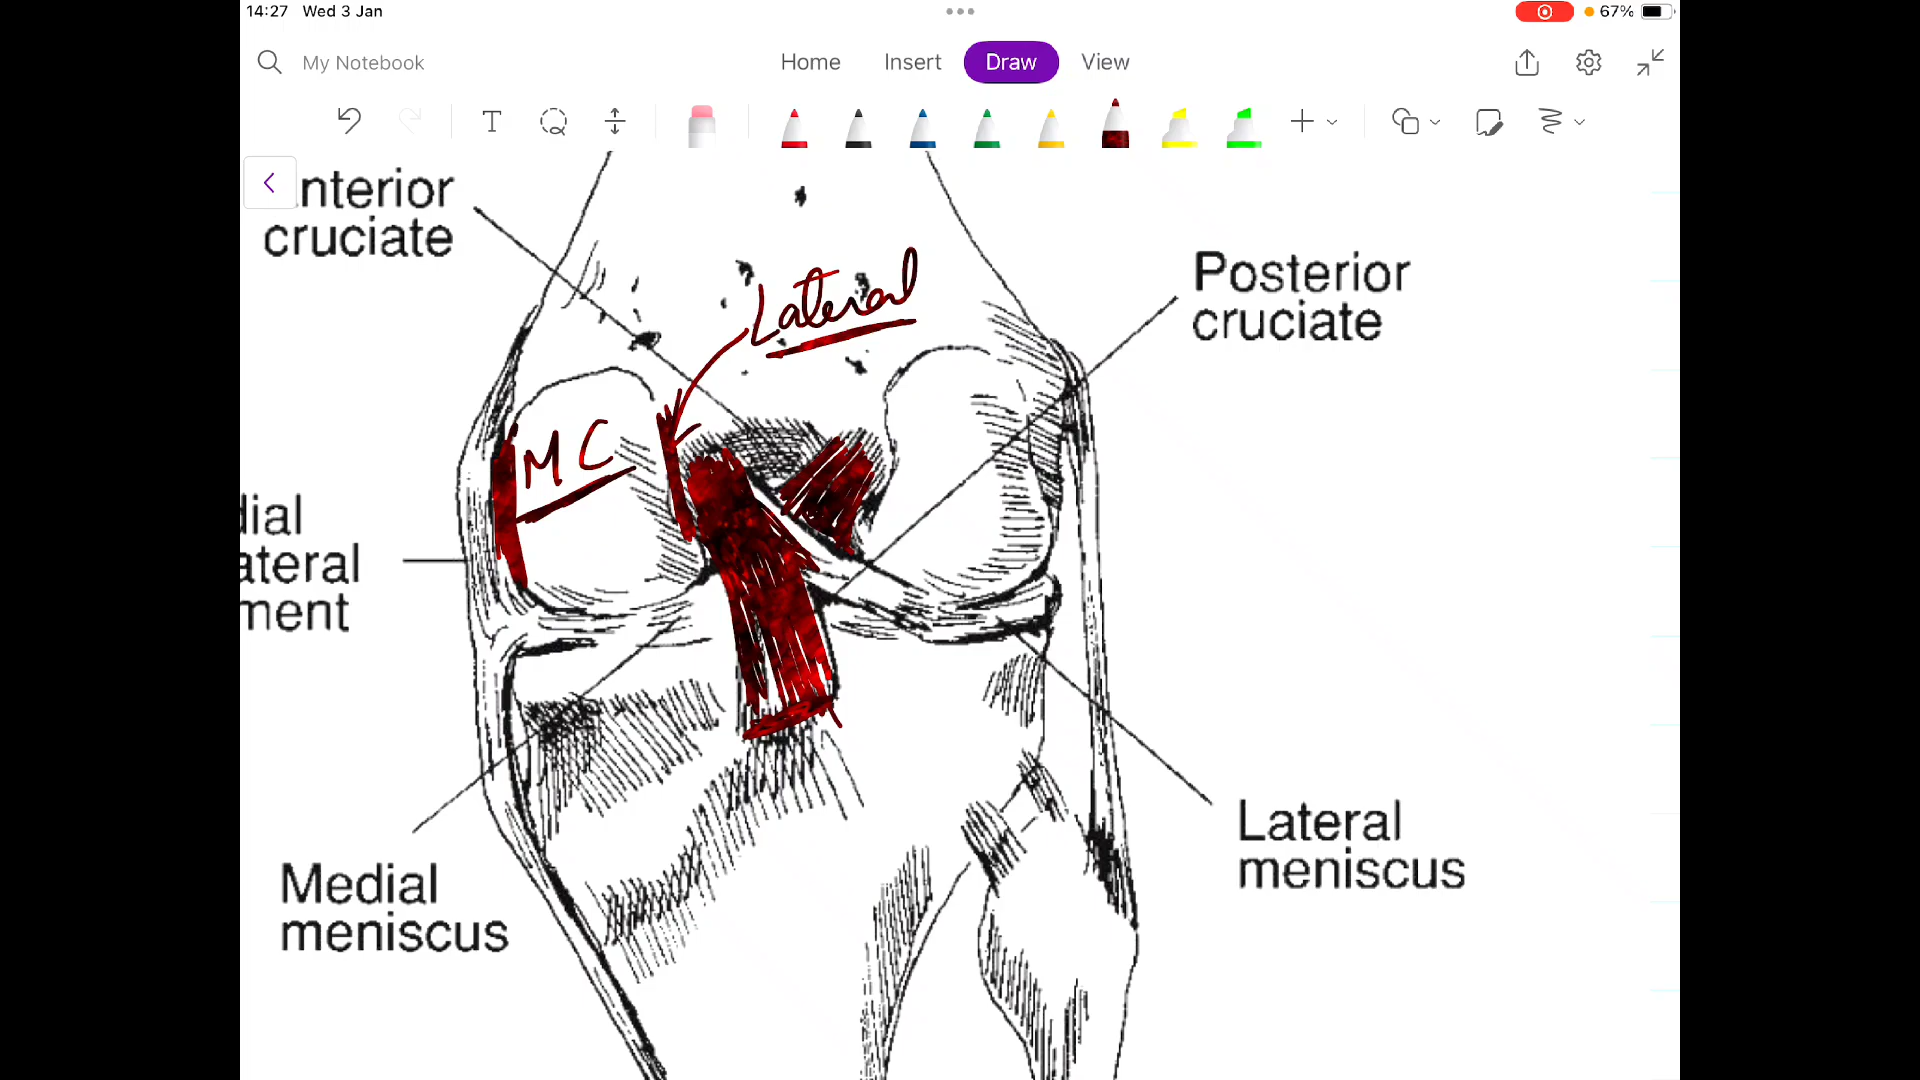 14:27 Wed 3 Jan
67%
My Notebook
Home Insert Draw View
T
nterior
cruciate
Posterior
cruciate
Lateral
MC
dial
ateral
ment
Lateral
meniscus
Medial
meniscus